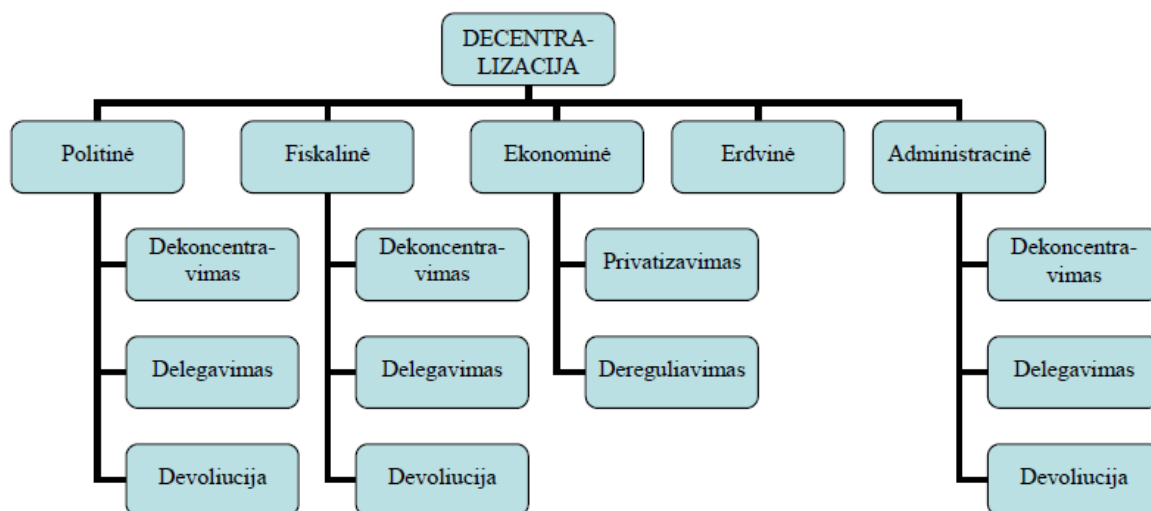 DECENTRA-
LIZACIJA
Politinė
Fiskalinė
Ekonominė
Erdvinė
Administracinė
Dekoncentra-
vimas
Dekoncentra-
vimas
Privatizavimas
Dekoncentra-
vimas
Delegavimas
Delegavimas
Dereguliavimas
Delegavimas
Devoliucija
Devoliucija
Devoliucija